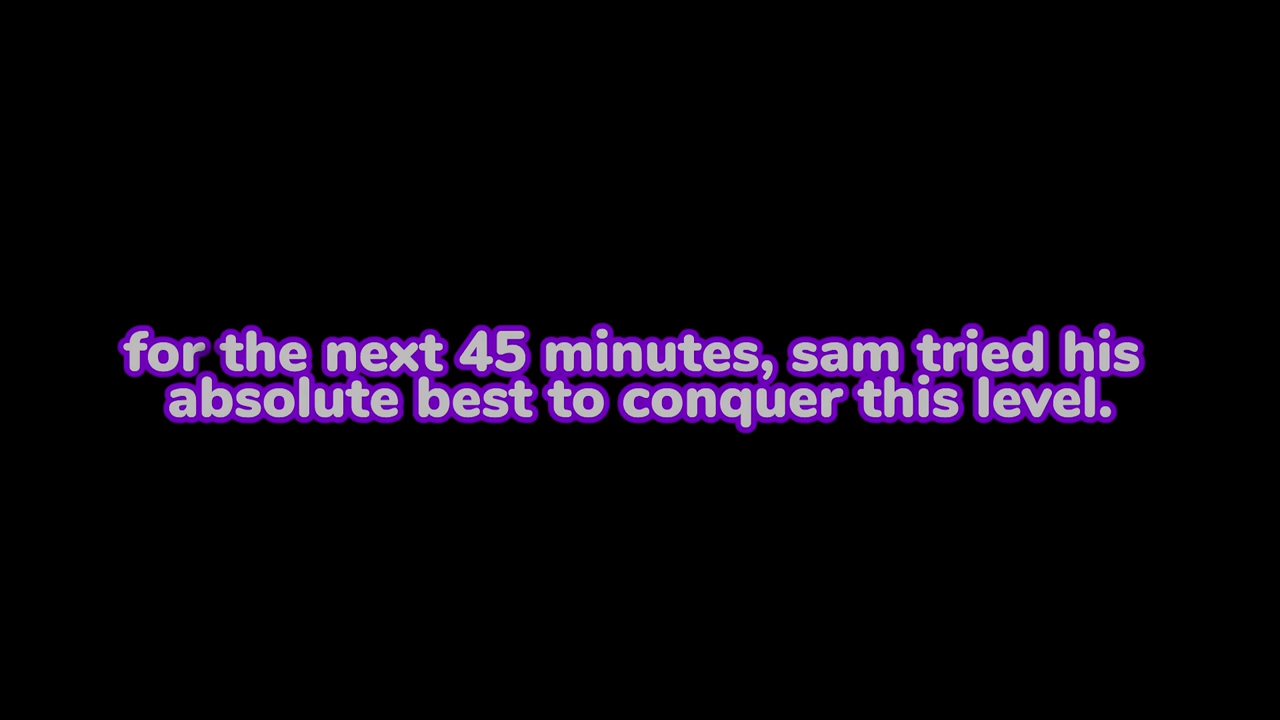 for the next 45 minutes, sam tried his
absolute best to conquer this level.